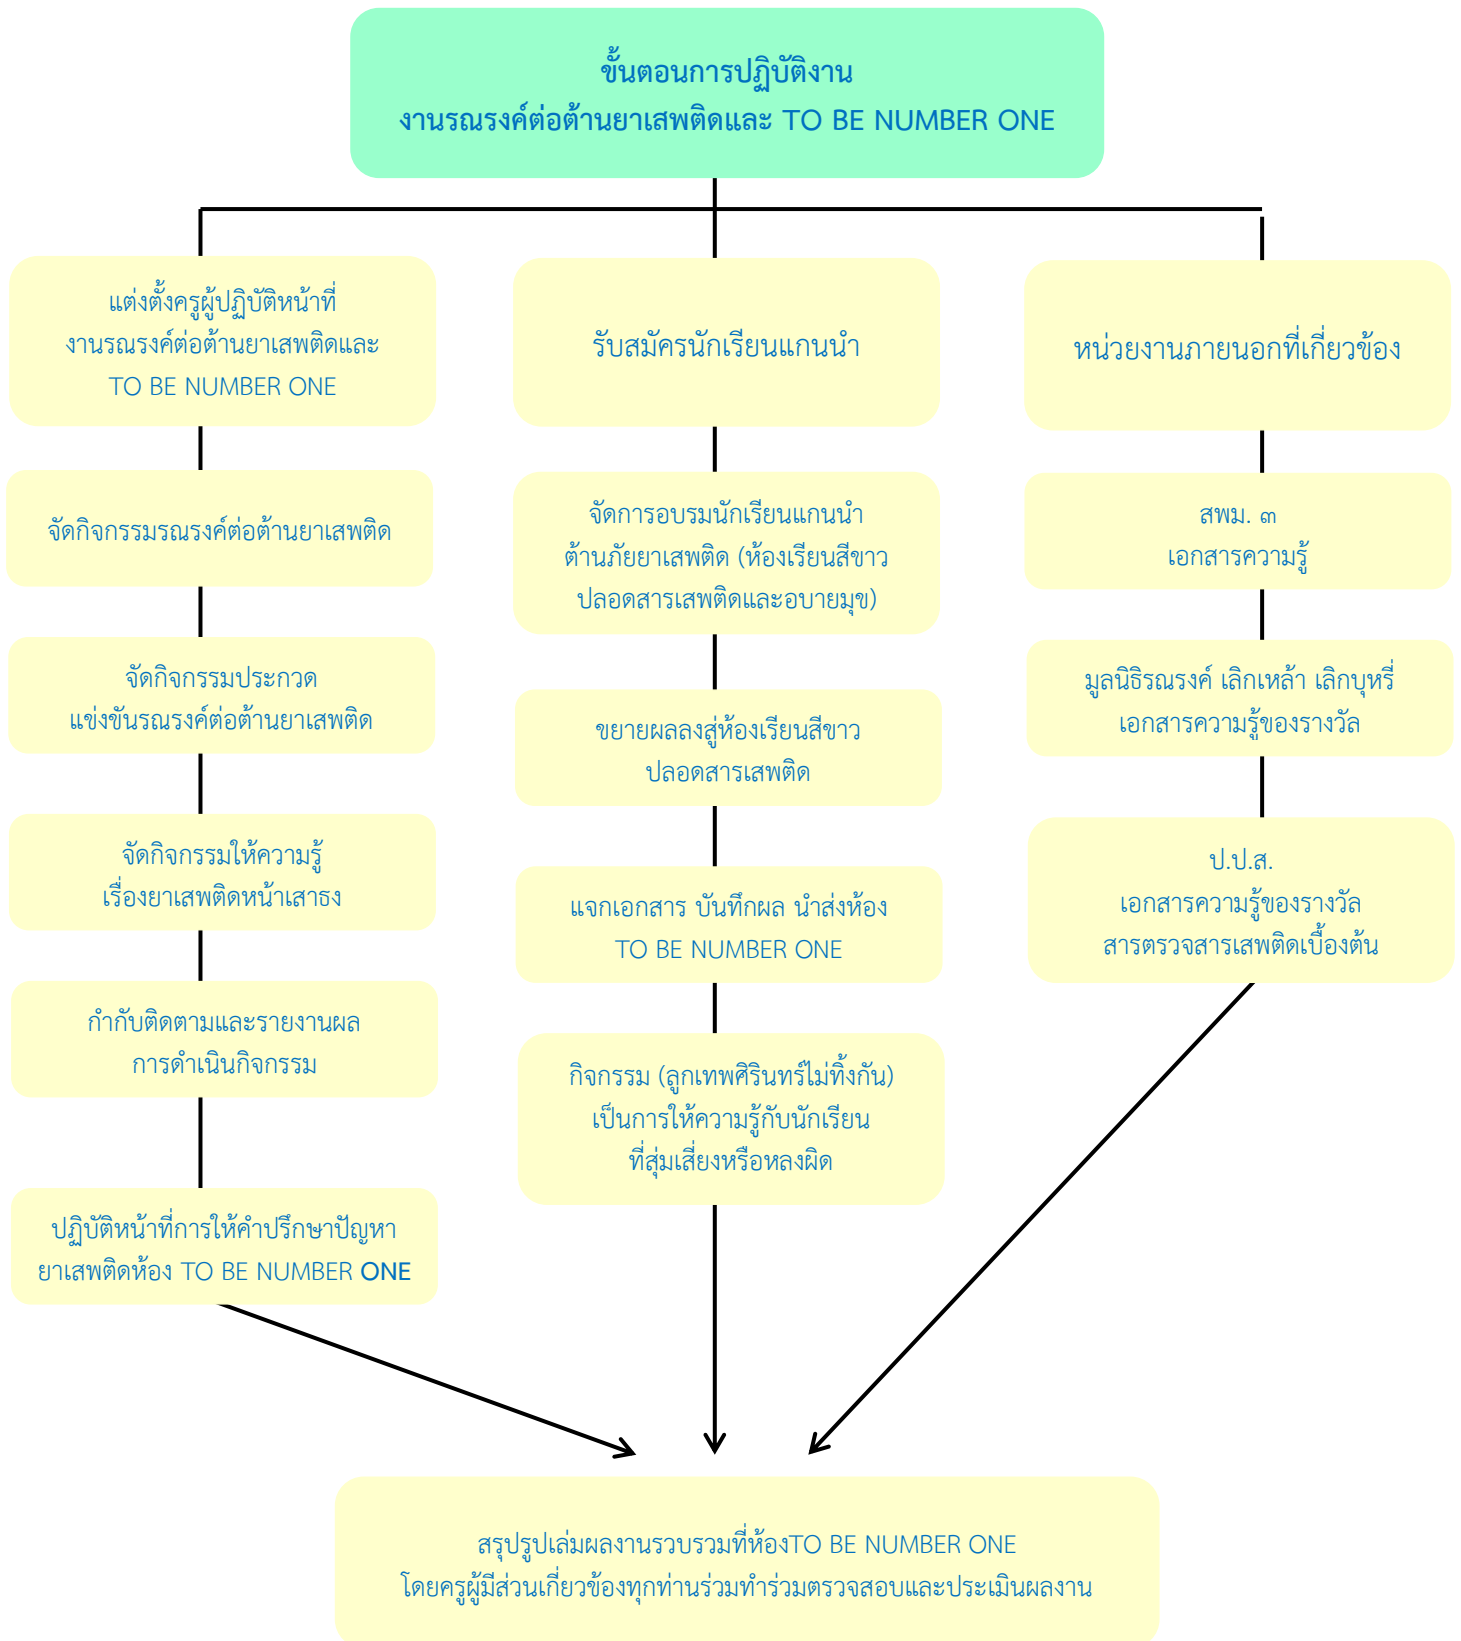 ขั้นตอนการปฏิบัติงาน
งานรณรงค์ต่อต้านยาเสพติดและ TO BE NUMBER ONE
แต่งตั้งครูผู้ปฏิบัติหน้าที่
งานรณรงค์ต่อต้านยาเสพติดและ
TO BE NUMBER ONE
จัดกิจกรรมรณรงค์ต่อต้านยาเสพติด
จัดกิจกรรมประกวด
แข่งขันรณรงค์ต่อต้านยาเสพติด
จัดกิจกรรมให้ความรู้
เรื่องยาเสพติดหน้าเสาธง
กำกับติดตามและรายงานผล
การดำเนินกิจกรรม
ปฏิบัติหน้าที่การให้คำปรึกษาปัญหา
ยาเสพติดห้อง TO BE NUMBER ONE
รับสมัครนักเรียนแกนนำ
จัดการอบรมนักเรียนแกนนำ
ต้านภัยยาเสพติด (ห้องเรียนสีขาว
ปลอดสารเสพติดและอบายมุข)
ขยายผลลงสู่ห้องเรียนสีขาว
ปลอดสารเสพติด
แจกเอกสาร บันทึกผล นำส่งห้อง
TO BE NUMBER ONE
กิจกรรม (ลูกเทพศิรินทร์ไม่ทิ้งกัน)
เป็นการให้ความรู้กับนักเรียน
ที่สุ่มเสี่ยงหรือหลงผิด
หน่วยงานภายนอกที่เกี่ยวข้อง
สพม. ๓
เอกสารความรู้
มูลนิธิรณรงค์ เลิกเหล้า เลิกบุหรี่
เอกสารความรู้ของรางวัล
ป.ป.ส.
เอกสารความรู้ของรางวัล
สารตรวจสารเสพติดเบื้องต้น
สรุปรูปเล่มผลงานรวบรวมที่ห้องTO BE NUMBER ONE
โดยครูผู้มีส่วนเกี่ยวข้องทุกท่านร่วมทำร่วมตรวจสอบและประเมินผลงาน